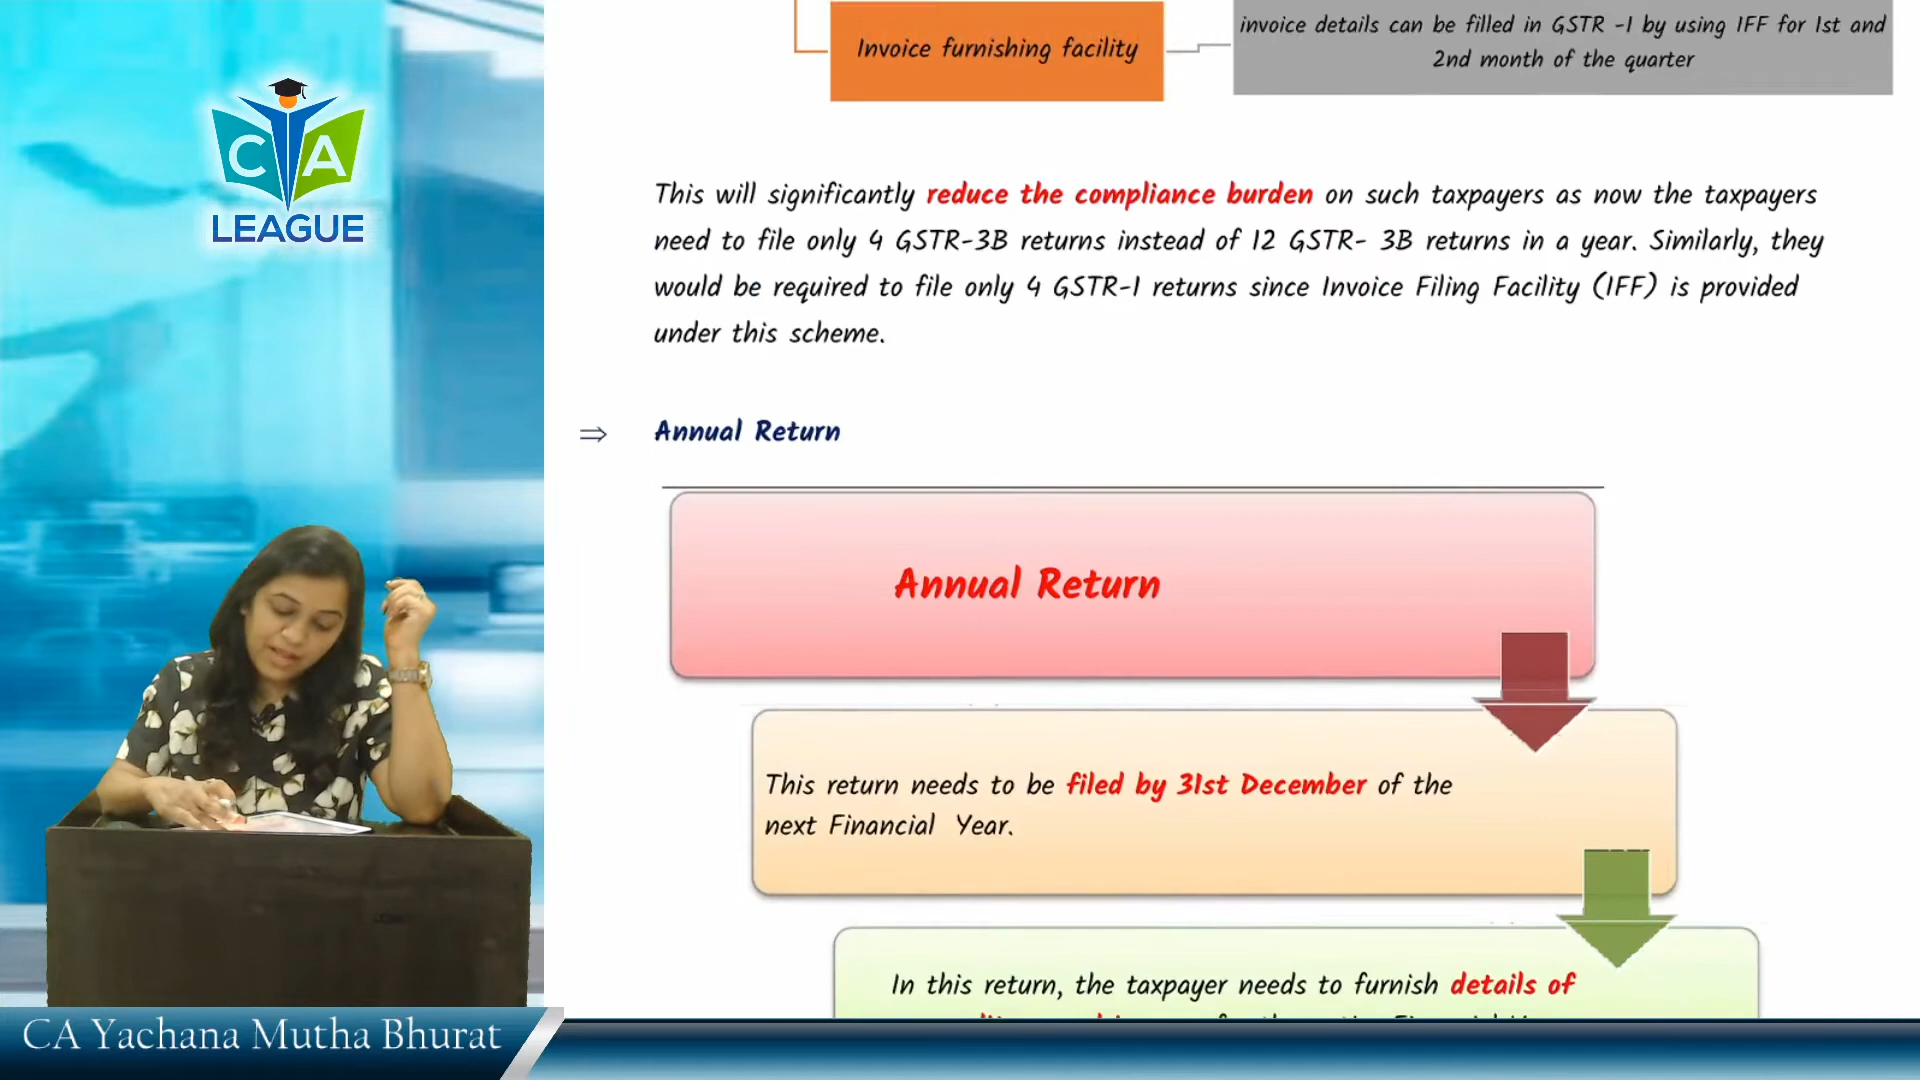 Invoice furnishing facility
invoice details can be filled in GSTR -1 by using IFF for 1st and
2nd month of the quarter
C A
LEAGUE
This will significantly reduce the compliance burden on such taxpayers as now the taxpayers
need to file only 4 GSTR-3B returns instead of 12 GSTR- 3B returns in a year. Similarly, they
would be required to file only 4 GSTR-1 returns since Invoice Filing Facility (IFF) is provided
under this scheme.
⇒ Annual Return
Annual Return
This return needs to be filed by 31st December of the
next Financial Year.
In this return, the taxpayer needs to furnish details of
CA Yachana Mutha Bhurat